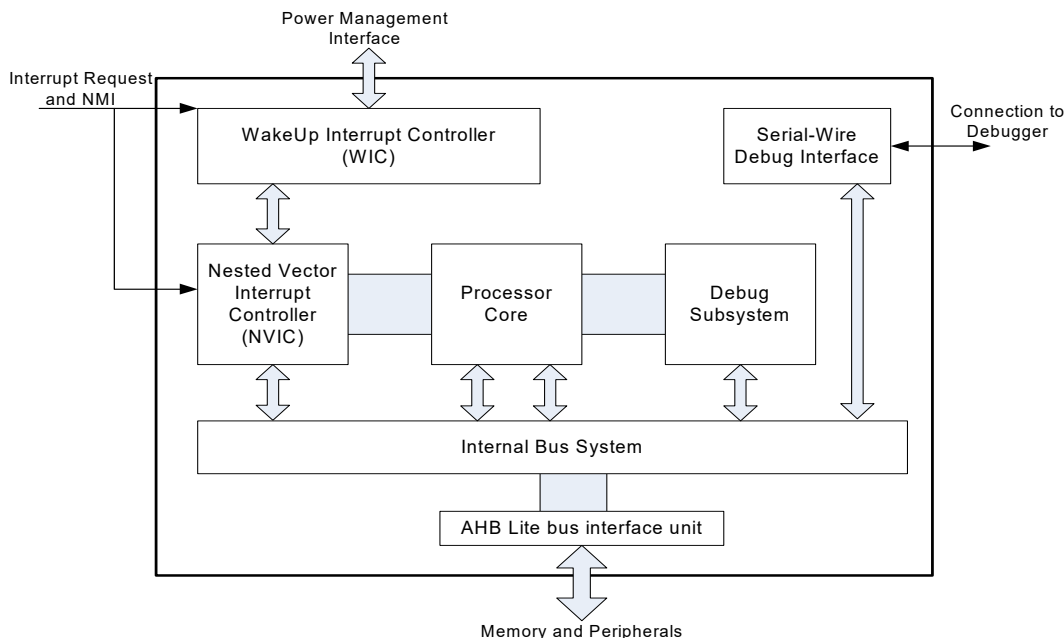 Power Management
Interface
Interrupt Request
and NMI
WakeUp Interrupt Controller
(WIC)
Serial-Wire
Debug Interface
Connection to
Debugger
Nested Vector
Interrupt
Controller
(NVIC)
Processor
Core
Debug
Subsystem
Internal Bus System
AHB Lite bus interface unit
Memory and Peripherals